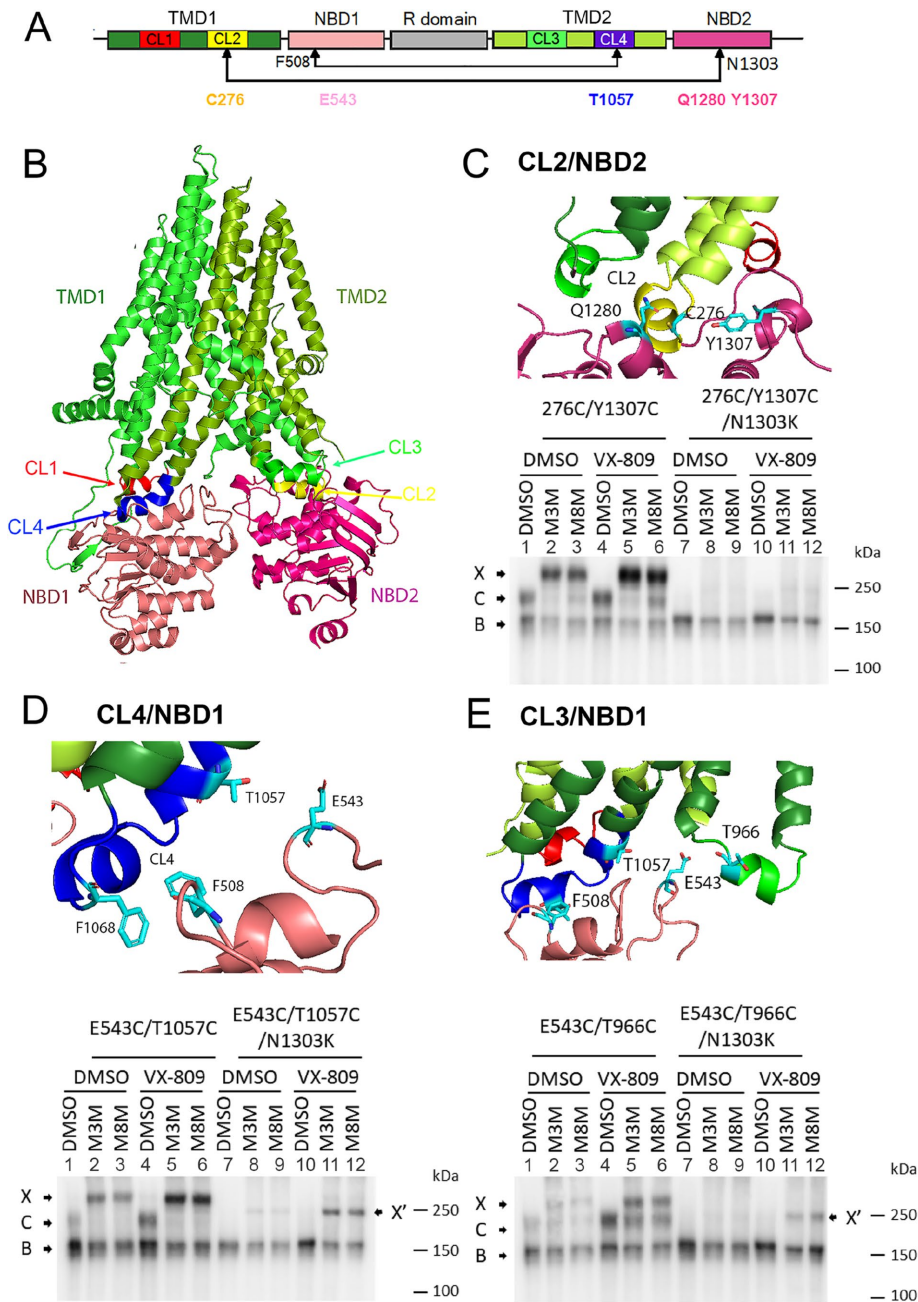 A
TMD1 NBD1 R domain TMD2 NBD2
CL1 CL2 CL3 CL4
F508 N1303
C276 E543 T1057 Q1280 Y1307
B
TMD1 TMD2
CL1 CL3
CL2
CL4
NBD1 NBD2
C CL2/NBD2
CL2
Q1280 C276
Y1307
276C/Y1307C 276C/Y1307C
/N1303K
DMSO VX-809 DMSO VX-809
DMSO M3M M8M DMSO M3M M8M DMSO M3M M8M DMSO M3M M8M
1 2 3 4 5 6 7 8 9 10 11 12 kDa
X 250
C
B 150
100
D CL4/NBD1
T1057 E543
CL4
F508
F1068
E543C/T1057C E543C/T1057C
/N1303K
DMSO VX-809 DMSO VX-809
DMSO M3M M8M DMSO M3M M8M DMSO M3M M8M DMSO M3M M8M
1 2 3 4 5 6 7 8 9 10 11 12 kDa
X X' 250
C
B 150
100
E CL3/NBD1
T966
T1057 E543
F508
E543C/T966C E543C/T966C
/N1303K
DMSO VX-809 DMSO VX-809
DMSO M3M M8M DMSO M3M M8M DMSO M3M M8M DMSO M3M M8M
1 2 3 4 5 6 7 8 9 10 11 12 kDa
X X' 250
C
B 150
100